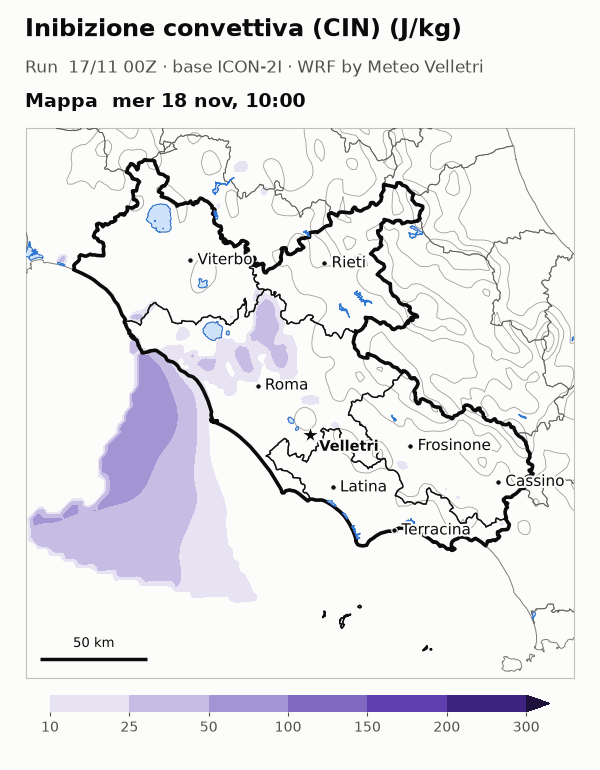 Inibizione convettiva (CIN) (J/kg)
Run  17/11 00Z · base ICON-2I · WRF by Meteo Velletri
Mappa  mer 18 nov, 10:00
Viterbo
Rieti
Roma
Velletri
Frosinone
Cassino
Latina
Terracina
50 km
10 25 50 100 150 200 300